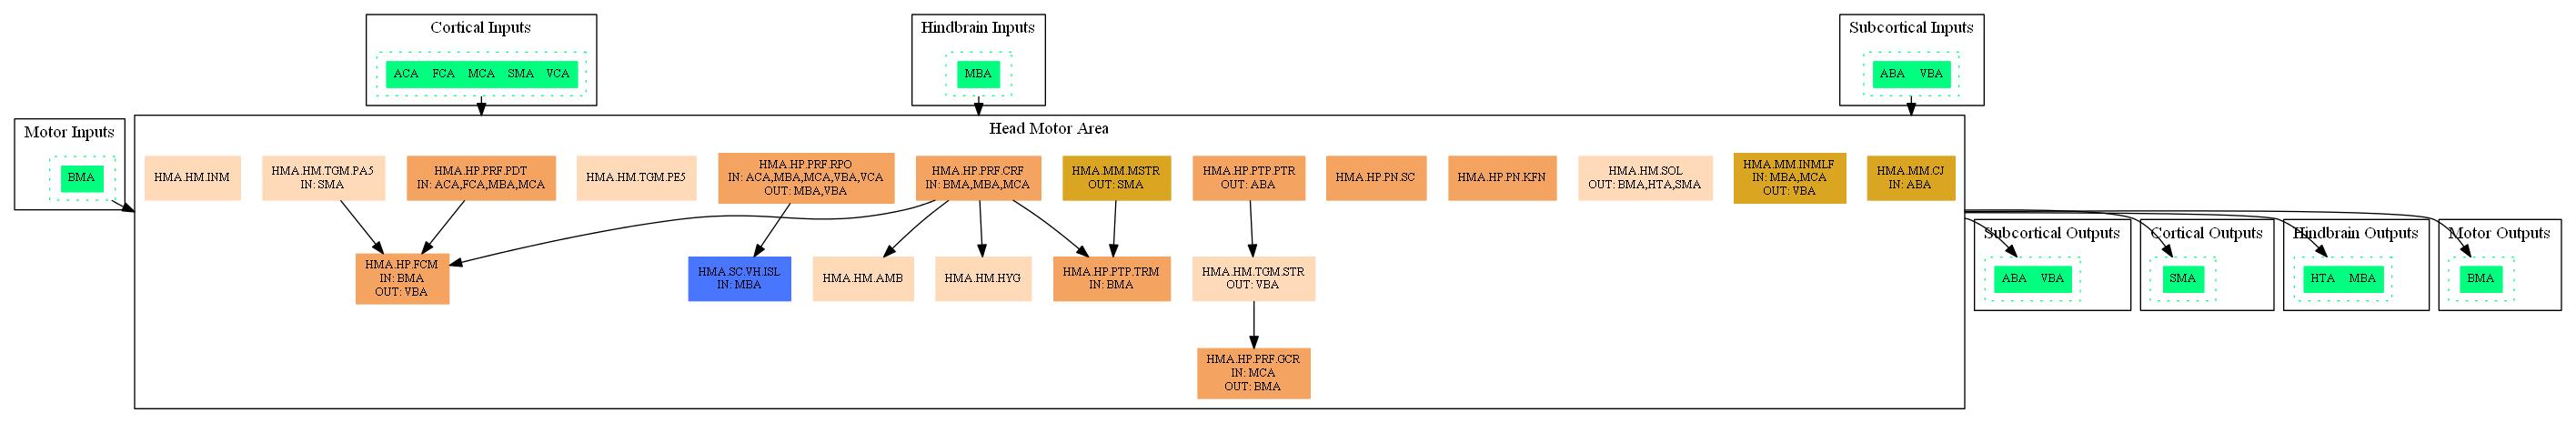 Cortical Inputs
ACA FCA MCA SMA VCA
Hindbrain Inputs
MBA
Subcortical Inputs
ABA VBA
Motor Inputs
BMA
Head Motor Area
HMA.HM.INM
HMA.HM.TGM.PA5
IN: SMA
HMA.HP.PRF.PDT
IN: ACA,FCA,MBA,MCA
HMA.HM.TGM.PE5
HMA.HP.PRF.RPO
IN: ACA,MBA,MCA,VBA,VCA
OUT: MBA,VBA
HMA.HP.PRF.CRF
IN: BMA,MBA,MCA
HMA.MM.MSTR
OUT: SMA
HMA.HP.PTP.PTR
OUT: ABA
HMA.HP.PN.SC
HMA.HP.PN.KFN
HMA.HM.SOL
OUT: BMA,HTA,SMA
HMA.MM.INMLF
IN: MBA,MCA
OUT: VBA
HMA.MM.CJ
IN: ABA
HMA.HP.FCM
IN: BMA
OUT: VBA
HMA.SC.VH.ISL
IN: MBA
HMA.HM.AMB
HMA.HM.HYG
HMA.HP.PTP.TRM
IN: BMA
HMA.HM.TGM.STR
OUT: VBA
HMA.HP.PRF.GCR
IN: MCA
OUT: BMA
Subcortical Outputs
ABA VBA
Cortical Outputs
SMA
Hindbrain Outputs
HTA MBA
Motor Outputs
BMA